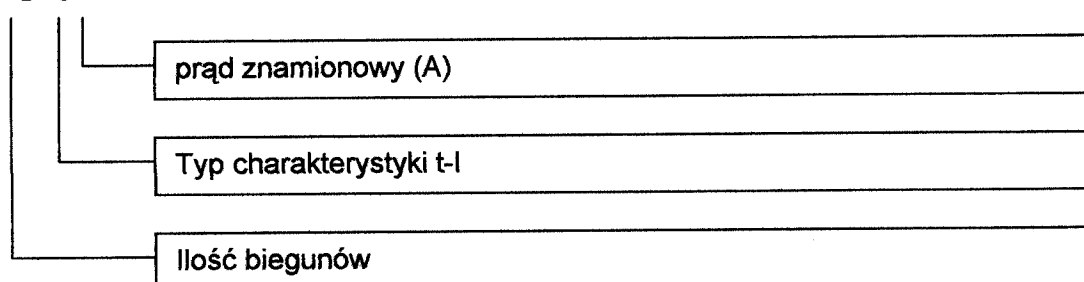 prąd znamionowy (A)
Typ charakterystyki t-I
Ilość biegunów